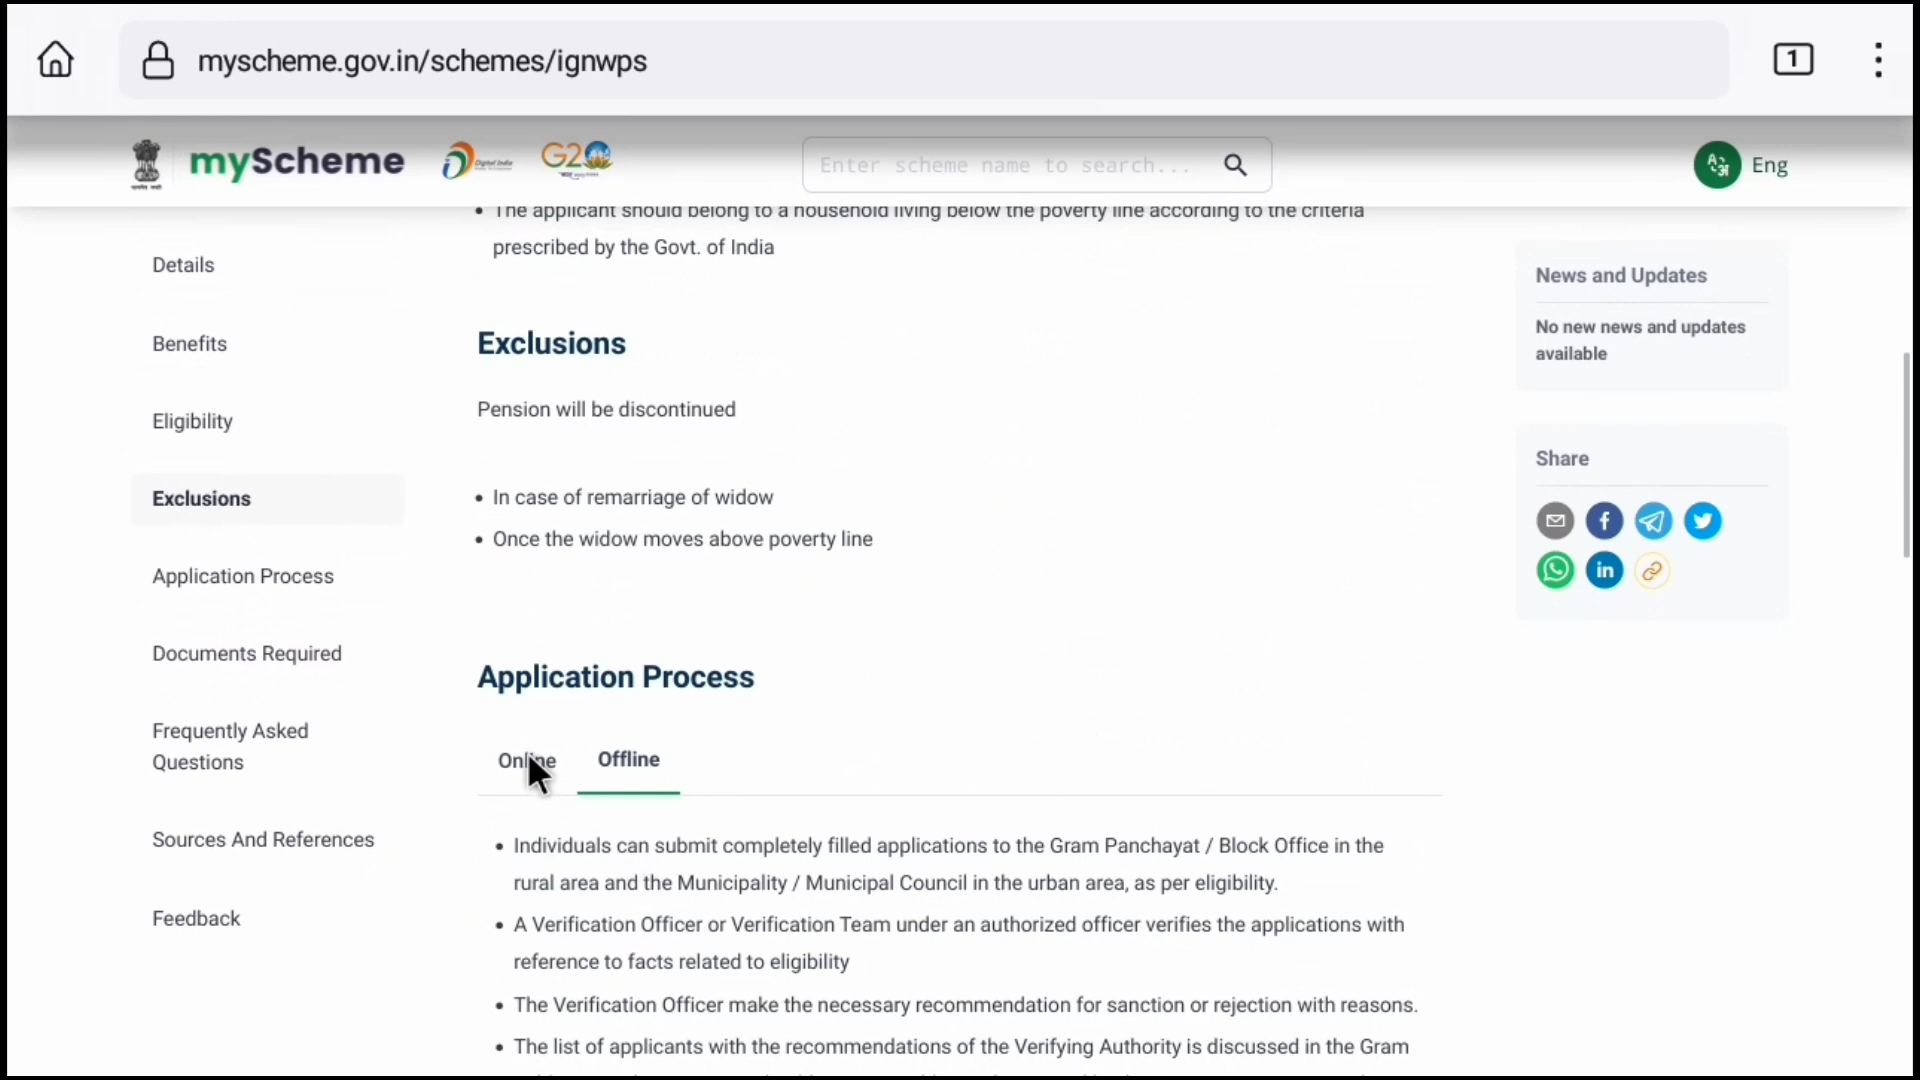 myscheme.gov.in/schemes/ignwps
1
myScheme
Digital India
G20
Enter scheme name to search...
Eng
• The applicant should belong to a household living below the poverty line according to the criteria
prescribed by the Govt. of India
Details
Benefits
Eligibility
Exclusions
Application Process
Documents Required
Frequently Asked
Questions
Sources And References
Feedback
Exclusions
Pension will be discontinued
• In case of remarriage of widow
• Once the widow moves above poverty line
Application Process
Online Offline
• Individuals can submit completely filled applications to the Gram Panchayat / Block Office in the
rural area and the Municipality / Municipal Council in the urban area, as per eligibility.
• A Verification Officer or Verification Team under an authorized officer verifies the applications with
reference to facts related to eligibility
• The Verification Officer make the necessary recommendation for sanction or rejection with reasons.
• The list of applicants with the recommendations of the Verifying Authority is discussed in the Gram
News and Updates
No new news and updates
available
Share